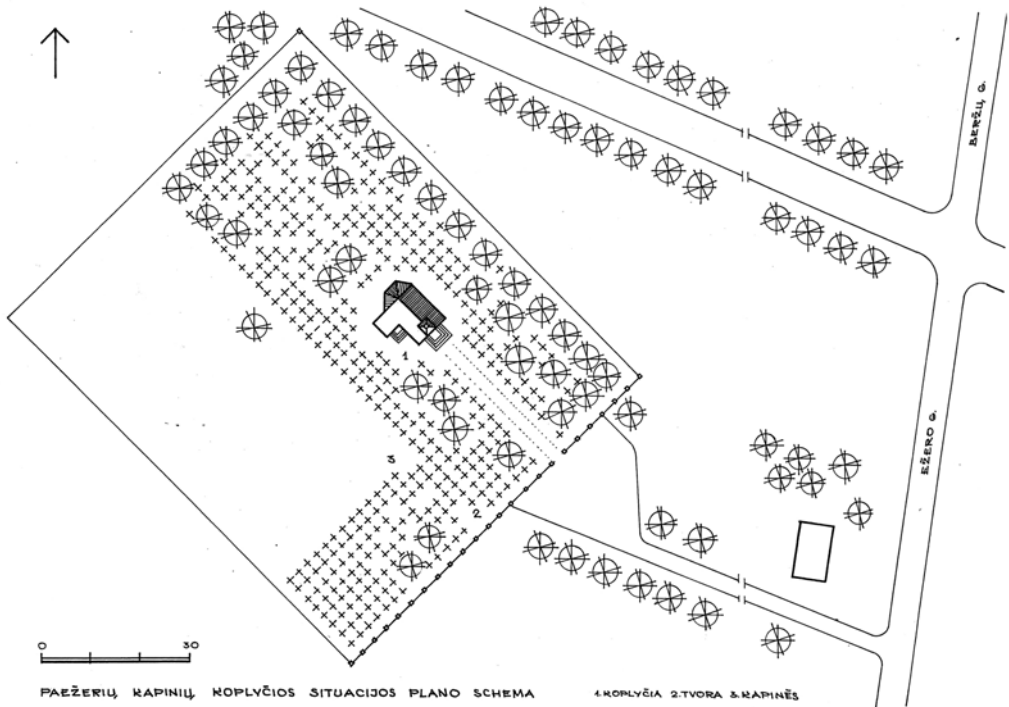 BERŽŲ G.
EŽERO G.
1
3
2
0 30
PAEŽERIŲ KAPINIŲ KOPLYČIOS SITUACIJOS PLANO SCHEMA 1. KOPLYČIA 2. TVORA 3. KAPINĖS